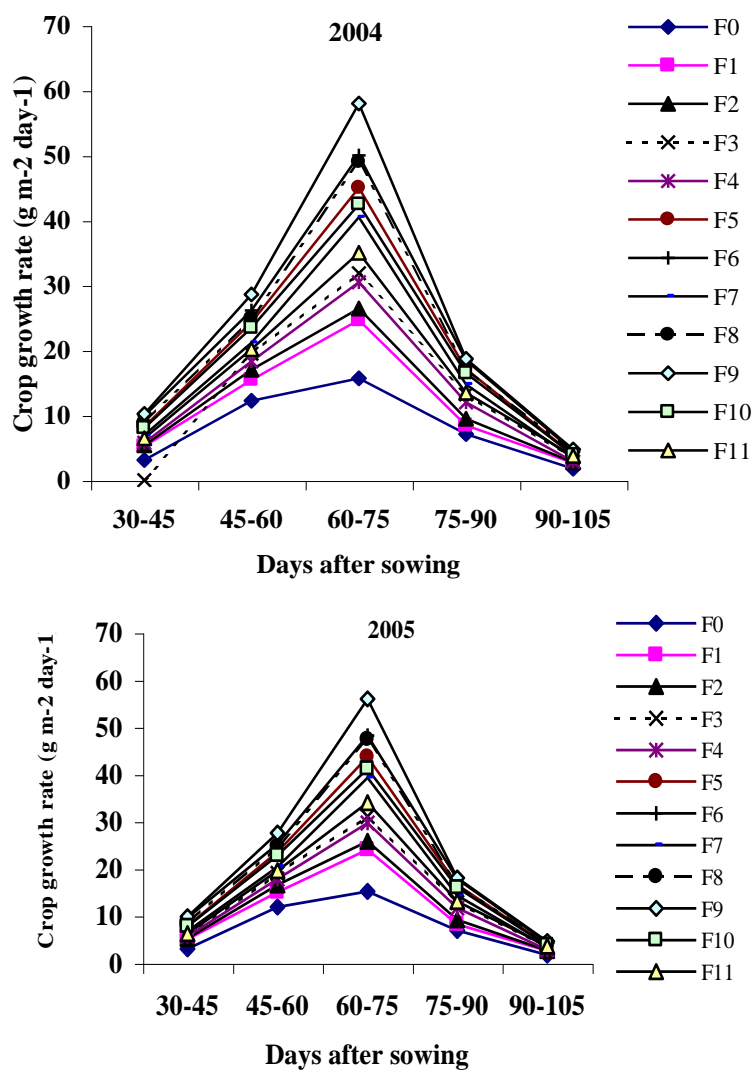 2004
Crop growth rate (g m-2 day-1)
70
60
50
40
30
20
10
0
30-45 45-60 60-75 75-90 90-105
Days after sowing
F0
F1
F2
F3
F4
F5
F6
F7
F8
F9
F10
F11
2005
Crop growth rate (g m-2 day-1
70
60
50
40
30
20
10
0
30-45 45-60 60-75 75-90 90-105
Days after sowing
F0
F1
F2
F3
F4
F5
F6
F7
F8
F9
F10
F11